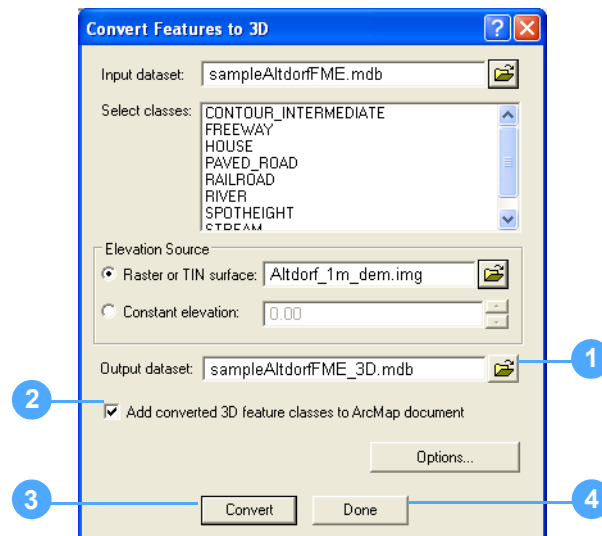 Convert Features to 3D
Input dataset: sampleAltdorfFME.mdb
Select classes: CONTOUR_INTERMEDIATE
FREEWAY
HOUSE
PAVED_ROAD
RAILROAD
RIVER
SPOTHEIGHT
STREAM
Elevation Source
Raster or TIN surface: Altdorf_1m_dem.img
Constant elevation: 0.00
Output dataset: sampleAltdorfFME_3D.mdb
1
2
Add converted 3D feature classes to ArcMap document
Options...
3
Convert Done
4